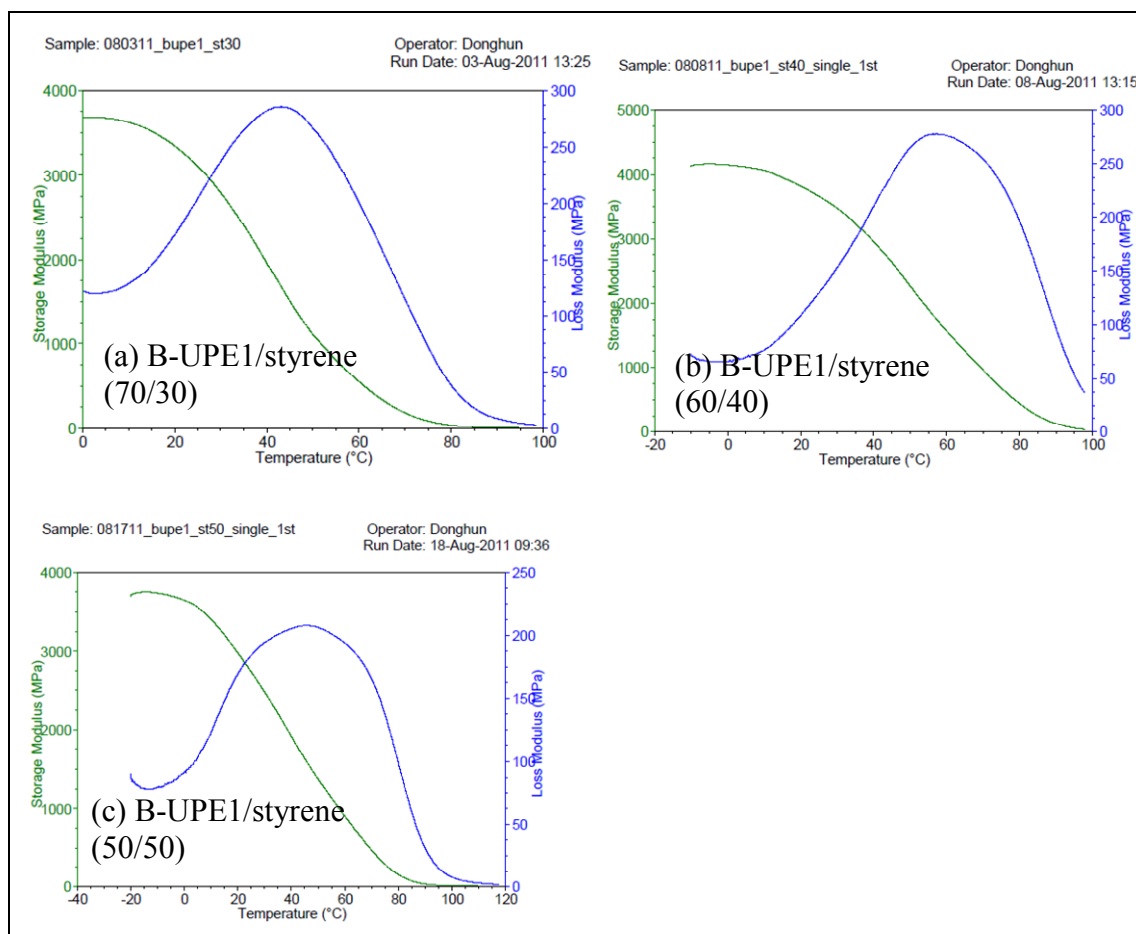 Sample: 080311_bupe1_st30
Operator: Donghun
Run Date: 03-Aug-2011 13:25
4000
3000
2000
1000
0
Storage Modulus (MPa)
300
250
200
150
100
50
0
Loss Modulus (MPa)
0 20 40 60 80 100
Temperature (°C)
(a) B-UPE1/styrene
(70/30)
Sample: 080811_bupe1_st40_single_1st
Operator: Donghun
Run Date: 08-Aug-2011 13:15
5000
4000
3000
2000
1000
0
Storage Modulus (MPa)
300
250
200
150
100
50
0
Loss Modulus (MPa)
-20 0 20 40 60 80 100
Temperature (°C)
(b) B-UPE1/styrene
(60/40)
Sample: 081711_bupe1_st50_single_1st
Operator: Donghun
Run Date: 18-Aug-2011 09:36
4000
3000
2000
1000
0
Storage Modulus (MPa)
250
200
150
100
50
0
Loss Modulus (MPa)
-40 -20 0 20 40 60 80 100 120
Temperature (°C)
(c) B-UPE1/styrene
(50/50)